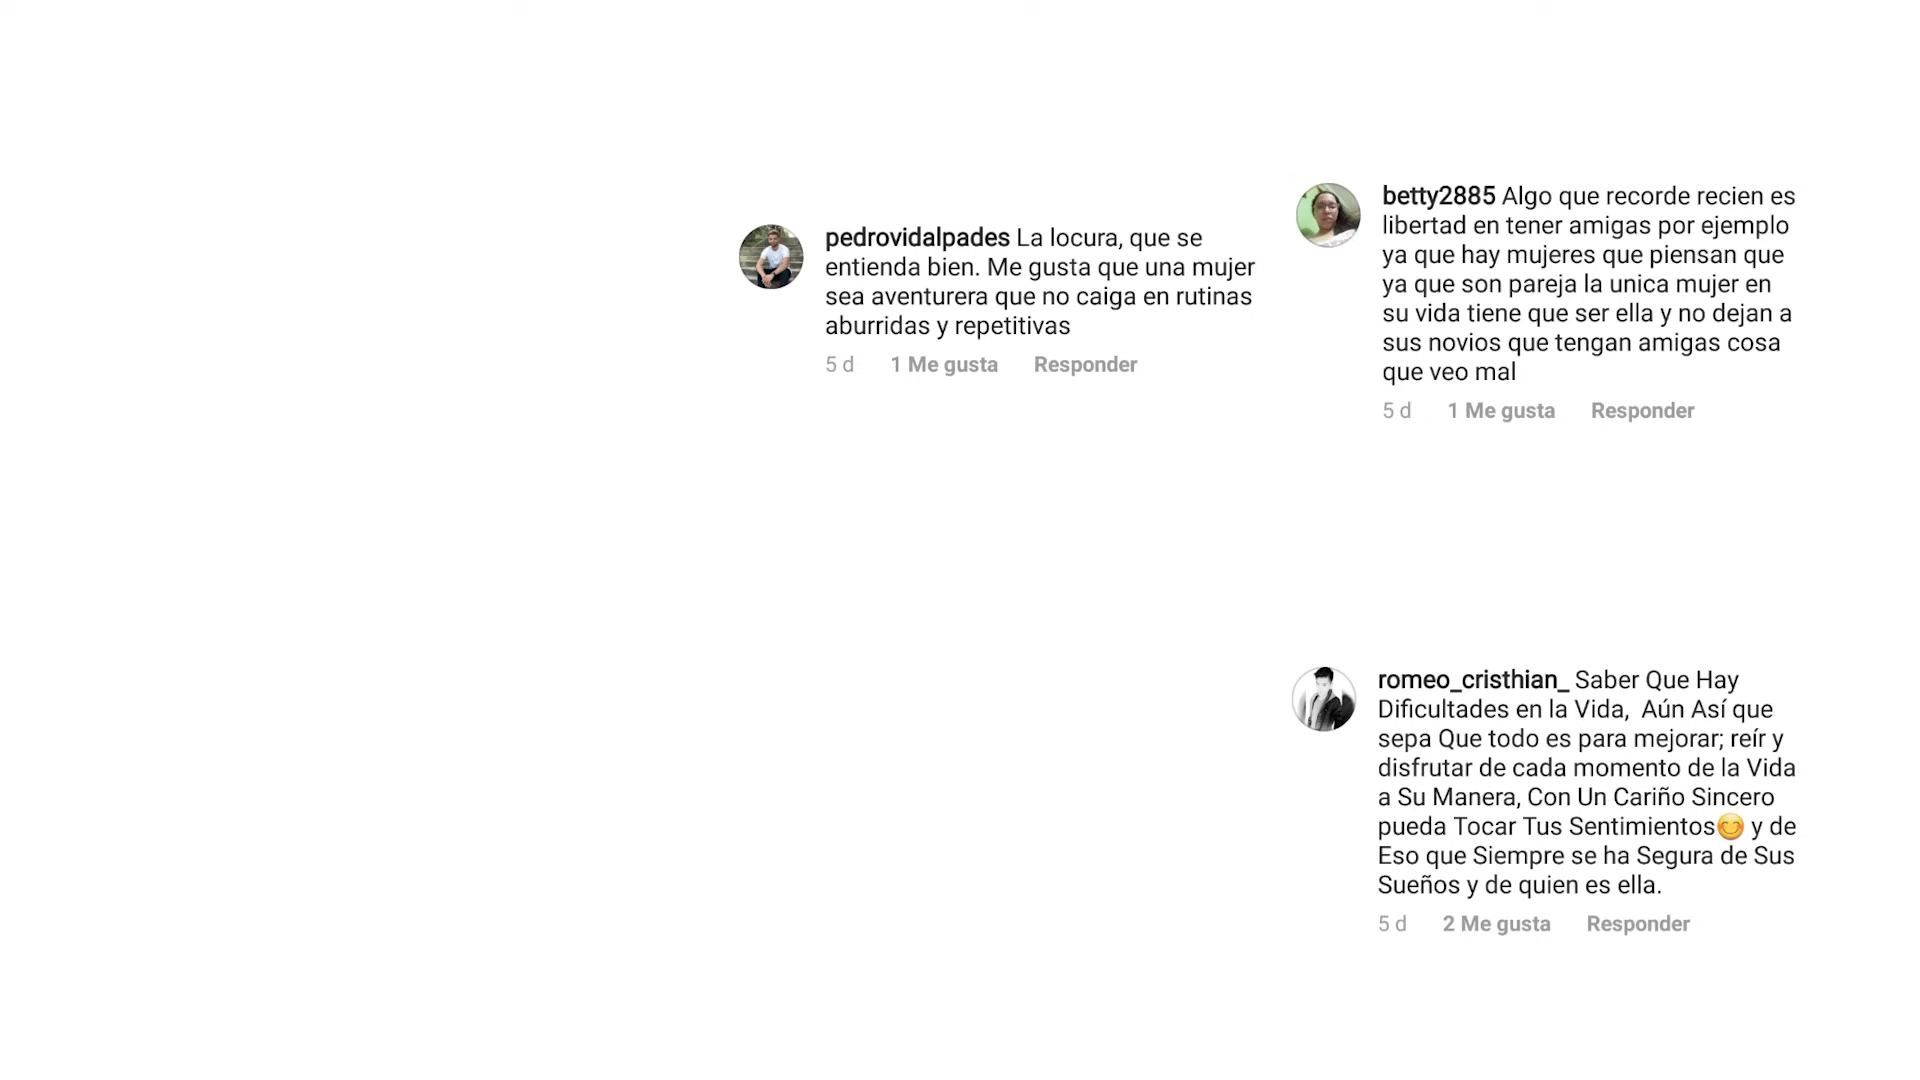 pedrovidalpades La locura, que se
entienda bien. Me gusta que una mujer
sea aventurera que no caiga en rutinas
aburridas y repetitivas
5 d 1 Me gusta Responder
betty2885 Algo que recorde recien es
libertad en tener amigas por ejemplo
ya que hay mujeres que piensan que
ya que son pareja la unica mujer en
su vida tiene que ser ella y no dejan a
sus novios que tengan amigas cosa
que veo mal
5 d 1 Me gusta Responder
romeo_cristhian_ Saber Que Hay
Dificultades en la Vida, Aún Así que
sepa Que todo es para mejorar; reír y
disfrutar de cada momento de la Vida
a Su Manera, Con Un Cariño Sincero
pueda Tocar Tus Sentimientos😊 y de
Eso que Siempre se ha Segura de Sus
Sueños y de quien es ella.
5 d 2 Me gusta Responder